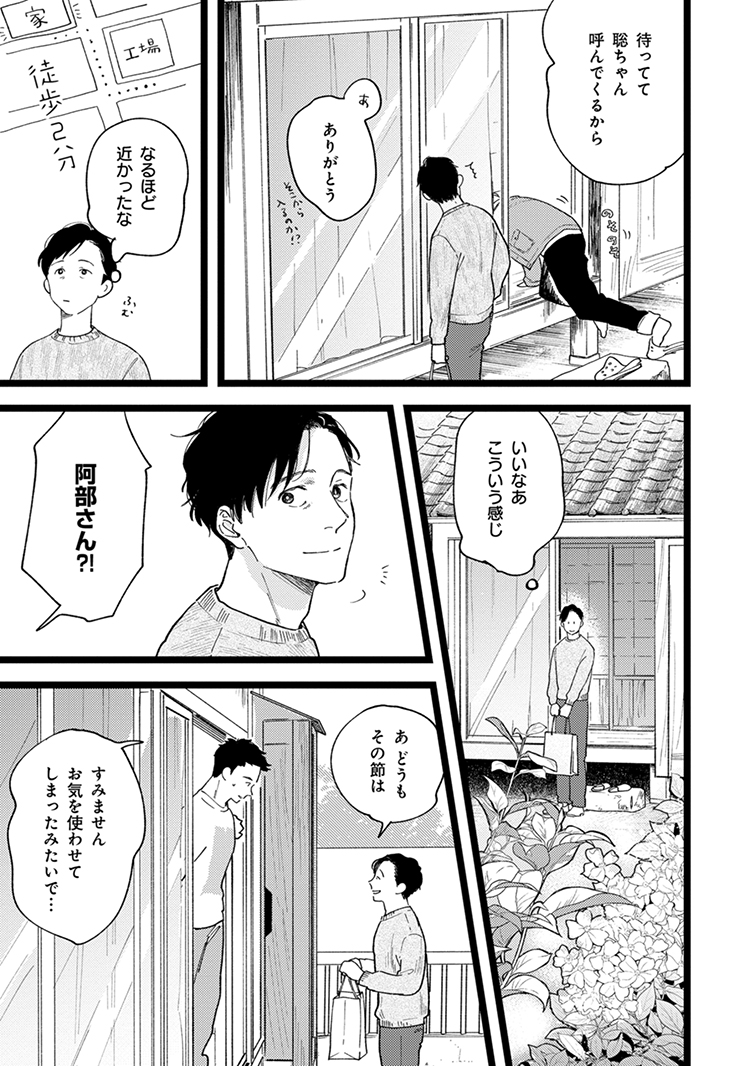 待ってて
聡ちゃん
呼んでくるから
あ
ありがとう
そこから
入るのか!?
のそのそ
家
工場
徒歩2分
なるほど
近かったな
ふむ
いいなあ
こういう感じ
阿部さん?!
あ どうも
その節は
すみません
お気を使わせて
しまったみたいで…